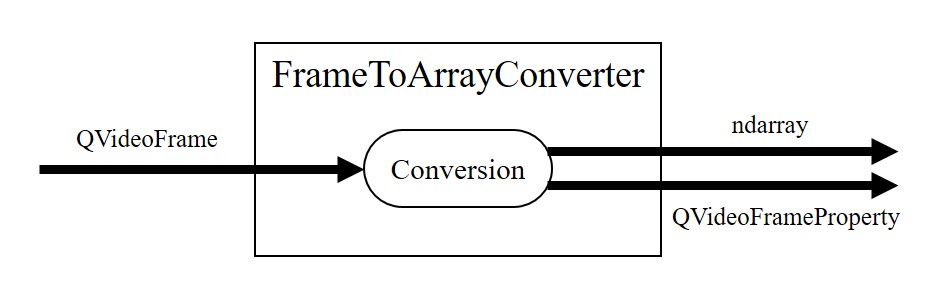 FrameToArrayConverter
QVideoFrame
Conversion
ndarray
QVideoFrameProperty